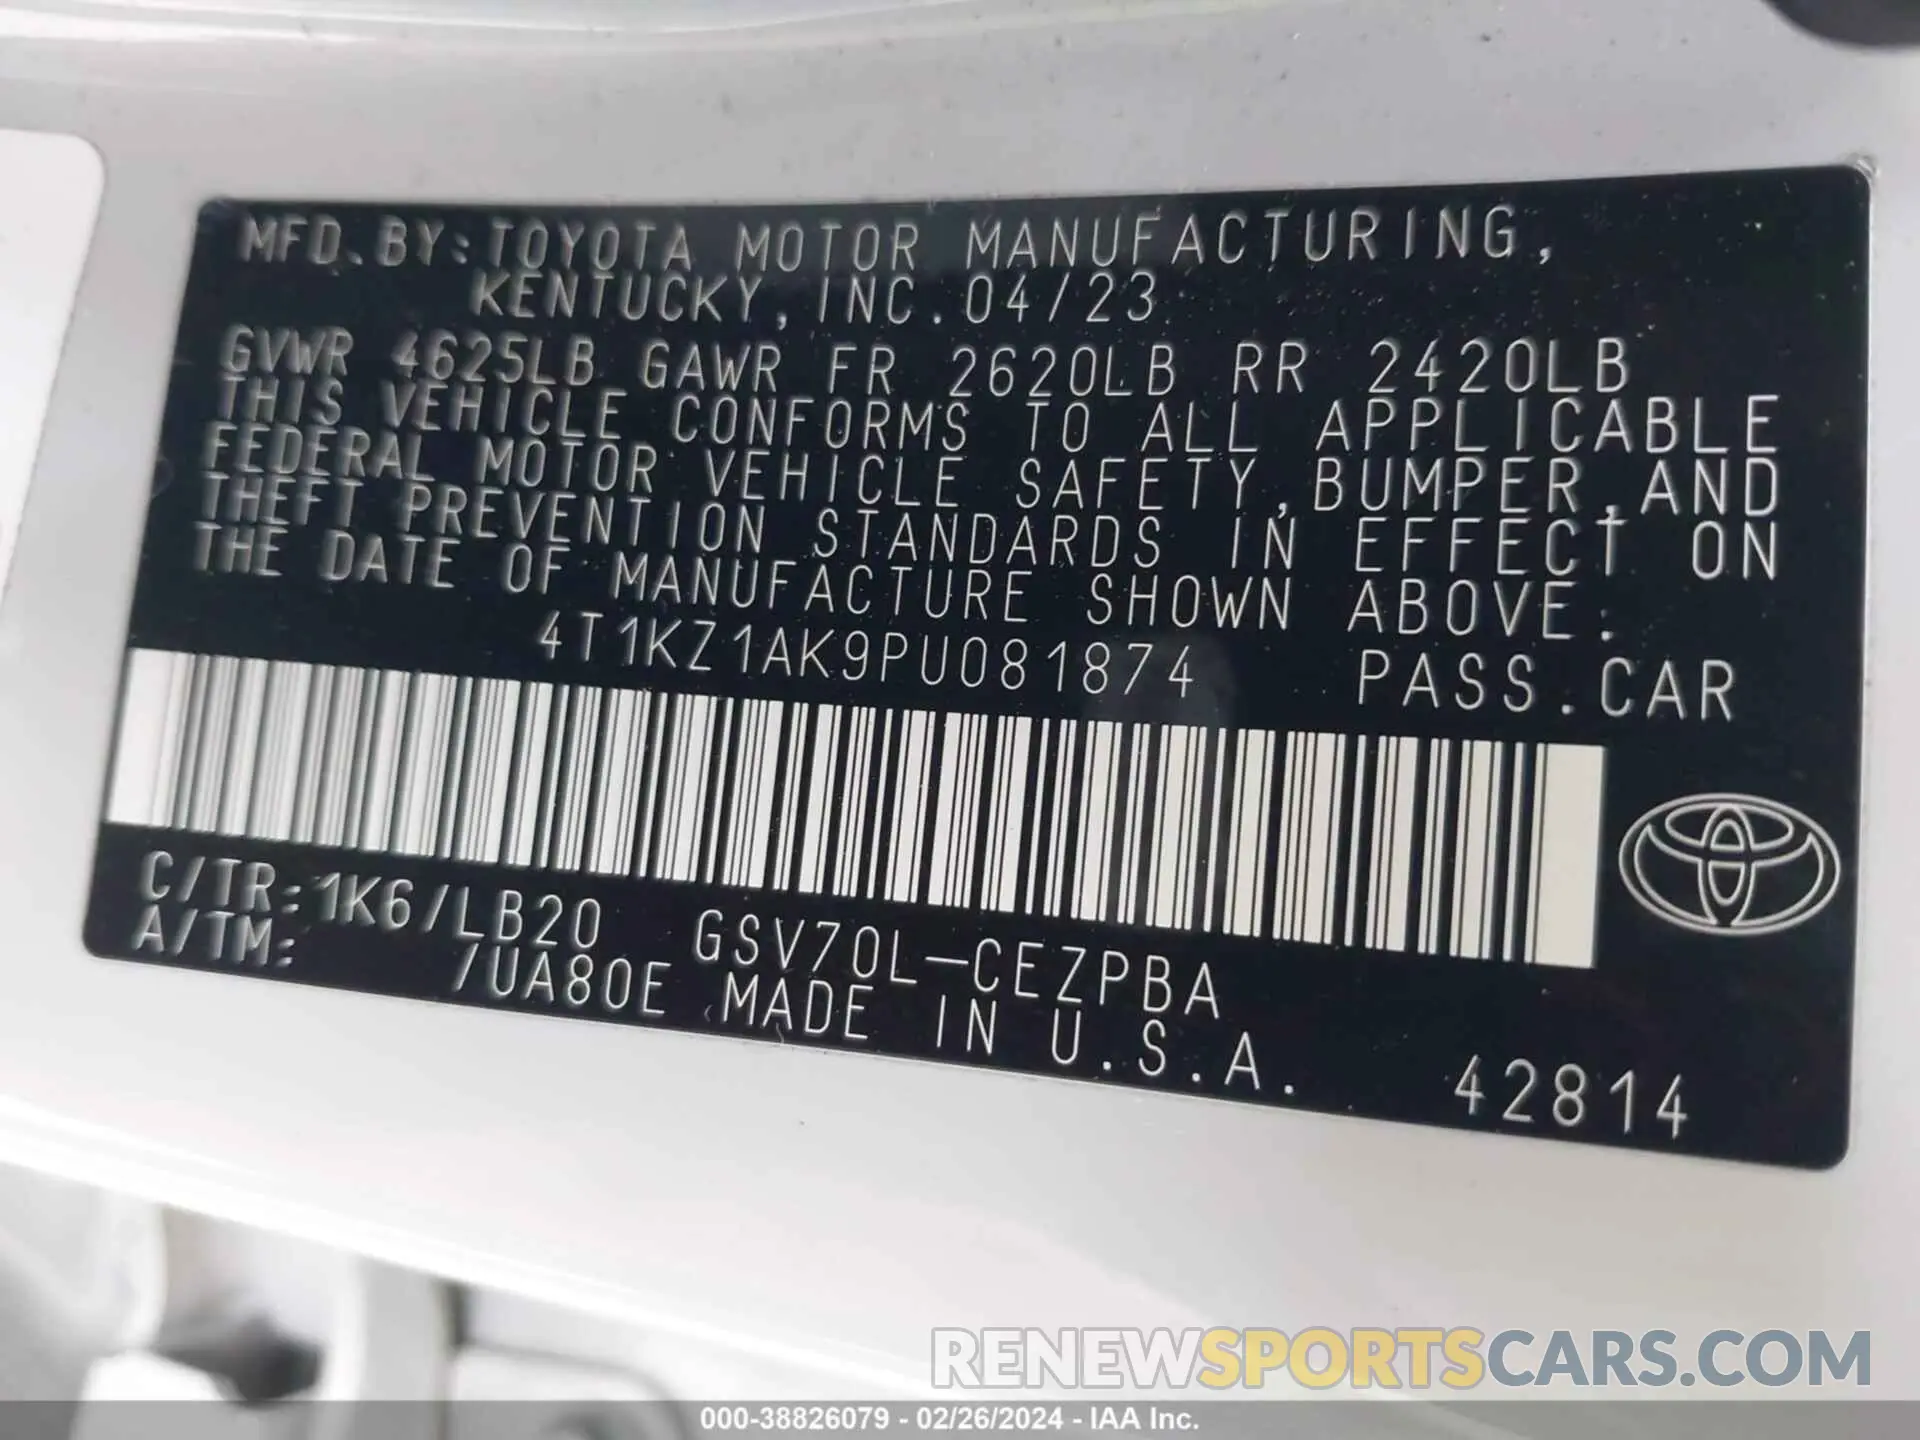 MFD.BY:TOYOTA MOTOR MANUFACTURING,
KENTUCKY, INC.04/23
GVWR 4625LB GAWR FR 2620LB RR 2420LB
THIS VEHICLE CONFORMS TO ALL APPLICABLE
FEDERAL MOTOR VEHICLE SAFETY,BUMPER,AND
THEFT PREVENTION STANDARDS IN EFFECT ON
THE DATE OF MANUFACTURE SHOWN ABOVE.
4T1KZ1AK9PU081874 PASS.CAR
C/TR:1K6/LB20 GSV70L-CEZPBA
A/TM: /UA80E MADE IN U.S.A. 42814
RENEWSPORTSCARS.COM
000-38826079 - 02/26/2024 - IAA Inc.